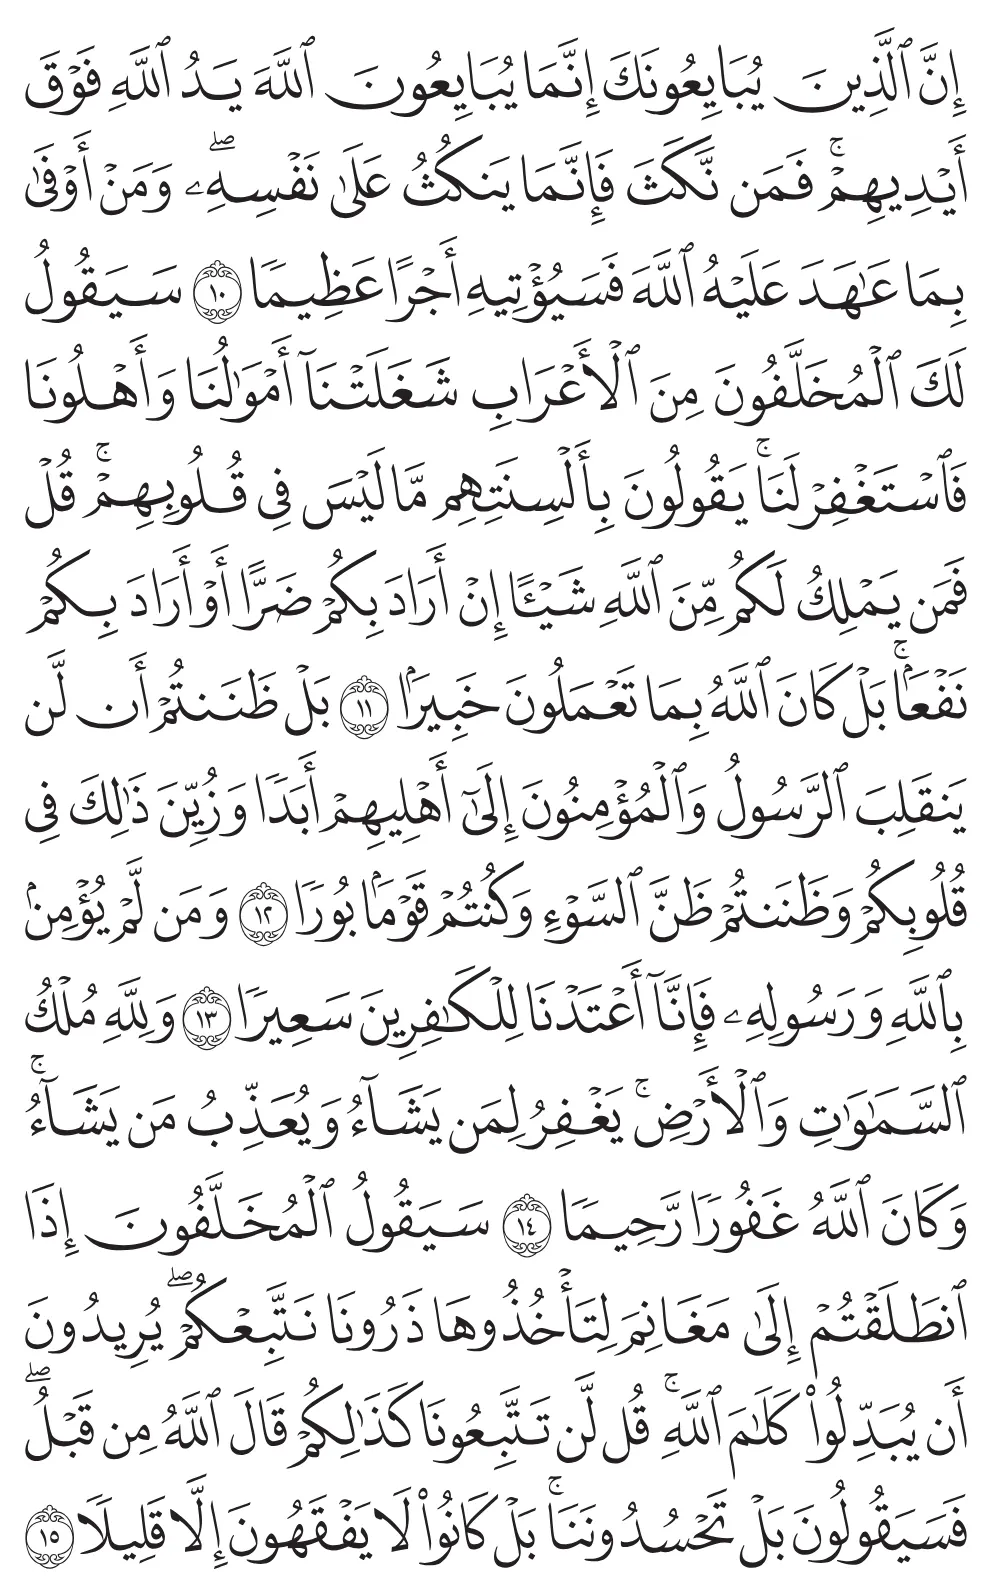 إِنَّ ٱلَّذِينَ يُبَايِعُونَكَ إِنَّمَا يُبَايِعُونَ ٱللَّهَ يَدُ ٱللَّهِ فَوْقَ
أَيْدِيهِمْۚ فَمَن نَّكَثَ فَإِنَّمَا يَنكُثُ عَلَىٰ نَفْسِهِۦۖ وَمَنْ أَوْفَىٰ
بِمَا عَـٰهَدَ عَلَيْهُ ٱللَّهَ فَسَيُؤْتِيهِ أَجْرًا عَظِيمًا ١٠ سَيَقُولُ
لَكَ ٱلْمُخَلَّفُونَ مِنَ ٱلْأَعْرَابِ شَغَلَتْنَآ أَمْوَٰلُنَا وَأَهْلُونَا
فَٱسْتَغْفِرْ لَنَاۚ يَقُولُونَ بِأَلْسِنَتِهِم مَّا لَيْسَ فِى قُلُوبِهِمْۚ قُلْ
فَمَن يَمْلِكُ لَكُم مِّنَ ٱللَّهِ شَيْـًٔا إِنْ أَرَادَ بِكُمْ ضَرًّا أَوْ أَرَادَ بِكُمْ
نَفْعَۢاۚ بَلْ كَانَ ٱللَّهُ بِمَا تَعْمَلُونَ خَبِيرَۢا ١١ بَلْ ظَنَنتُمْ أَن لَّن
يَنقَلِبَ ٱلرَّسُولُ وَٱلْمُؤْمِنُونَ إِلَىٰٓ أَهْلِيهِمْ أَبَدًا وَزُيِّنَ ذَٰلِكَ فِى
قُلُوبِكُمْ وَظَنَنتُمْ ظَنَّ ٱلسَّوْءِ وَكُنتُمْ قَوْمَۢا بُورًا ١٢ وَمَن لَّمْ يُؤْمِنۢ
بِٱللَّهِ وَرَسُولِهِۦ فَإِنَّآ أَعْتَدْنَا لِلْكَـٰفِرِينَ سَعِيرًا ١٣ وَلِلَّهِ مُلْكُ
ٱلسَّمَـٰوَٰتِ وَٱلْأَرْضِۚ يَغْفِرُ لِمَن يَشَآءُ وَيُعَذِّبُ مَن يَشَآءُۚ
وَكَانَ ٱللَّهُ غَفُورًا رَّحِيمًا ١٤ سَيَقُولُ ٱلْمُخَلَّفُونَ إِذَا
ٱنطَلَقْتُمْ إِلَىٰ مَغَانِمَ لِتَأْخُذُوهَا ذَرُونَا نَتَّبِعْكُمْۖ يُرِيدُونَ
أَن يُبَدِّلُوا۟ كَلَـٰمَ ٱللَّهِۚ قُل لَّن تَتَّبِعُونَا كَذَٰلِكُمْ قَالَ ٱللَّهُ مِن قَبْلُۖ
فَسَيَقُولُونَ بَلْ تَحْسُدُونَنَاۚ بَلْ كَانُوا۟ لَا يَفْقَهُونَ إِلَّا قَلِيلًا ١٥